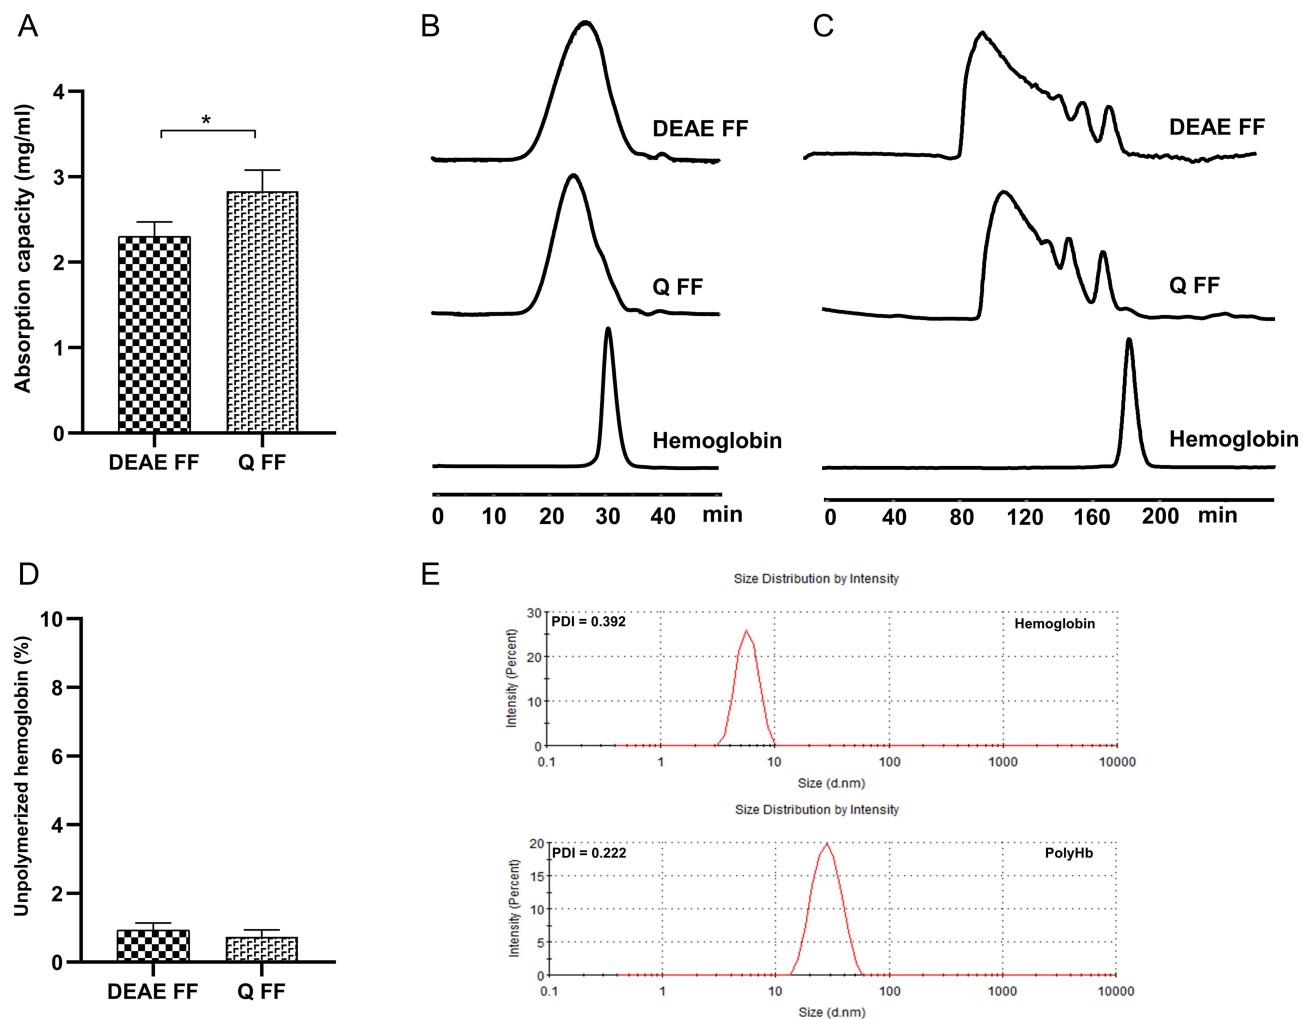 A
Absorption capacity (mg/ml)
4
3
2
1
0
*
DEAE FF
Q FF
B
DEAE FF
Q FF
Hemoglobin
0 10 20 30 40 min
C
DEAE FF
Q FF
Hemoglobin
0 40 80 120 160 200 min
D
Unpolymerized hemoglobin (%)
10
8
6
4
2
0
DEAE FF
Q FF
E
Size Distribution by Intensity
Intensity (Percent)
30
20
10
0
PDI = 0.392
Hemoglobin
0.1 1 10 100 1000 10000
Size (d.nm)
Size Distribution by Intensity
Intensity (Percent)
20
15
10
5
0
PDI = 0.222
PolyHb
0.1 1 10 100 1000 10000
Size (d.nm)